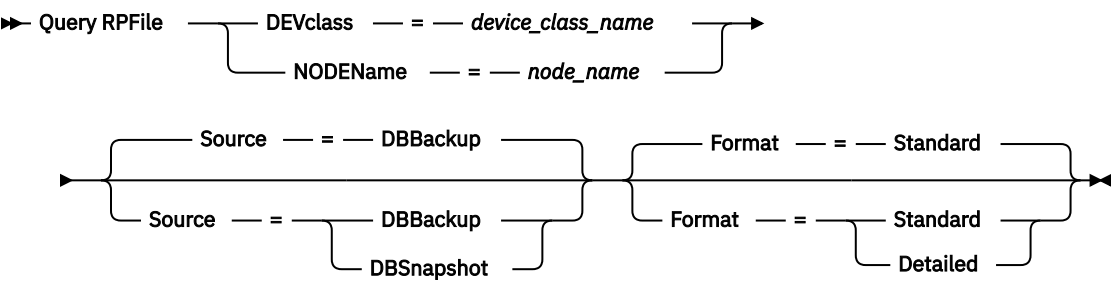 Query RPFile DEVclass = device_class_name
NODEName = node_name
Source = DBBackup Format = Standard
Source = DBBackup Format = Standard
DBSnapshot Detailed